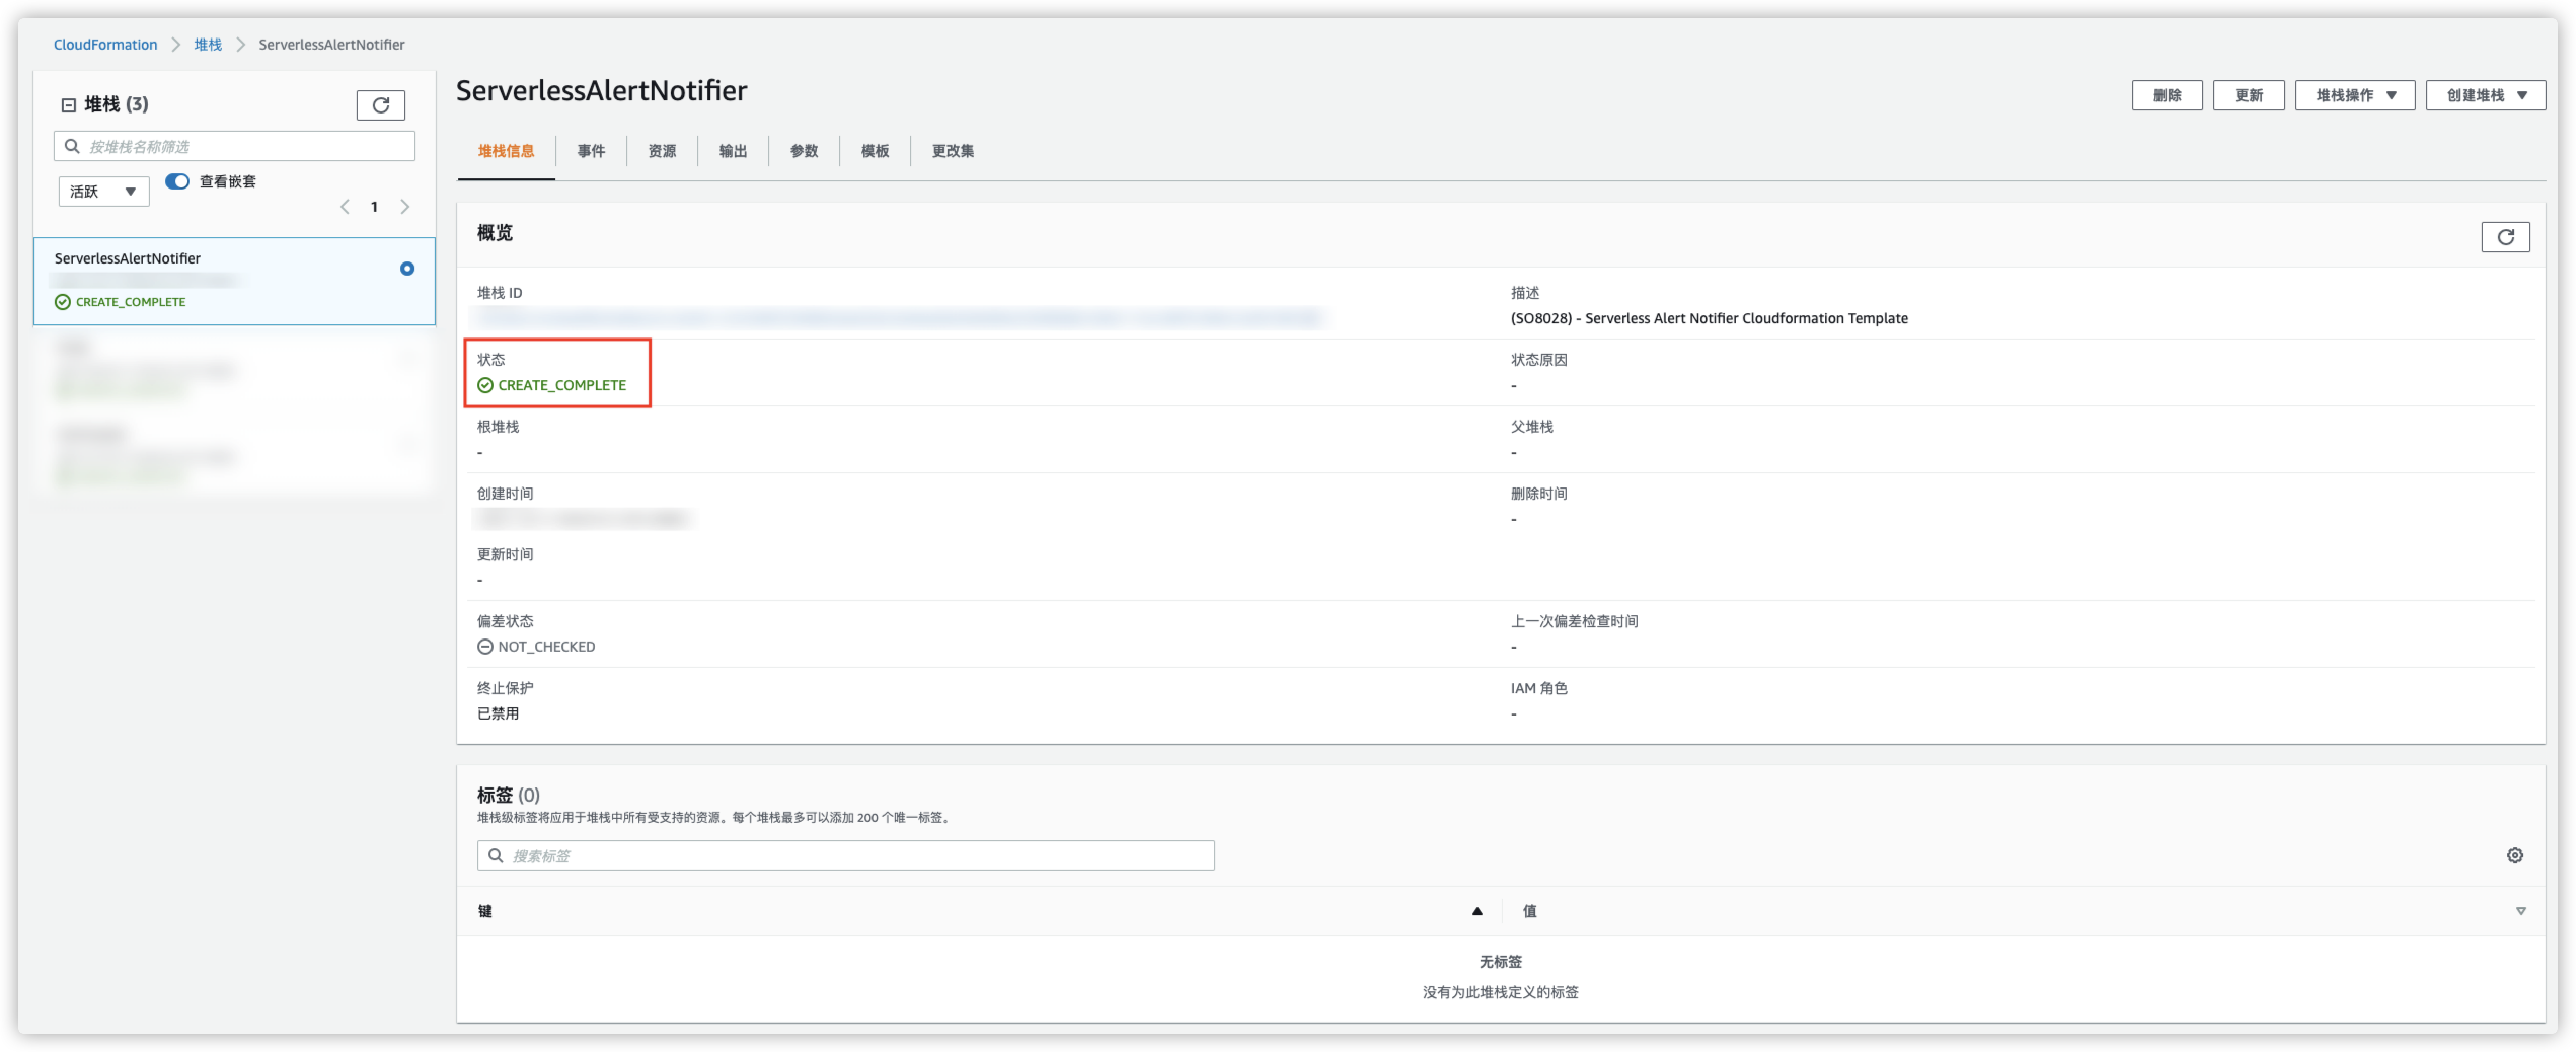 CloudFormation > 堆栈 > ServerlessAlertNotifier
堆栈 (3)
按堆栈名称筛选
活跃
查看嵌套
1
ServerlessAlertNotifier
CREATE_COMPLETE
ServerlessAlertNotifier
删除
更新
堆栈操作
创建堆栈
堆栈信息
事件
资源
输出
参数
模板
更改集
概览
堆栈 ID
描述
(SO8028) - Serverless Alert Notifier Cloudformation Template
状态
CREATE_COMPLETE
状态原因
-
根堆栈
-
父堆栈
-
创建时间
删除时间
-
更新时间
-
偏差状态
NOT_CHECKED
上一次偏差检查时间
-
终止保护
已禁用
IAM 角色
-
标签 (0)
堆栈级标签将应用于堆栈中所有受支持的资源。每个堆栈最多可以添加 200 个唯一标签。
搜索标签
键
值
无标签
没有为此堆栈定义的标签